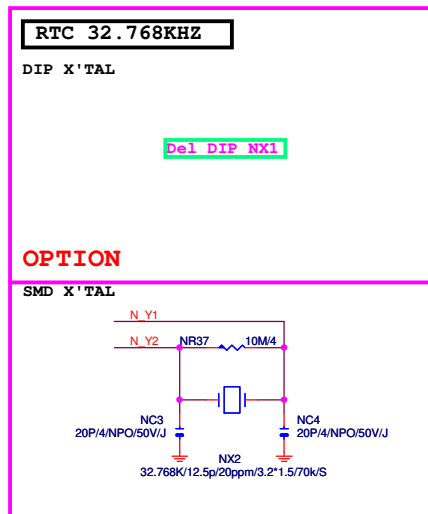 RTC 32.768KHZ
DIP X'TAL
Del DIP NX1
OPTION
SMD X'TAL
N_Y1
N_Y2
NR37 10M/4
NC3
20P/4/NPO/50V/J
NC4
20P/4/NPO/50V/J
NX2
32.768K/12.5p/20ppm/3.2*1.5/70k/S